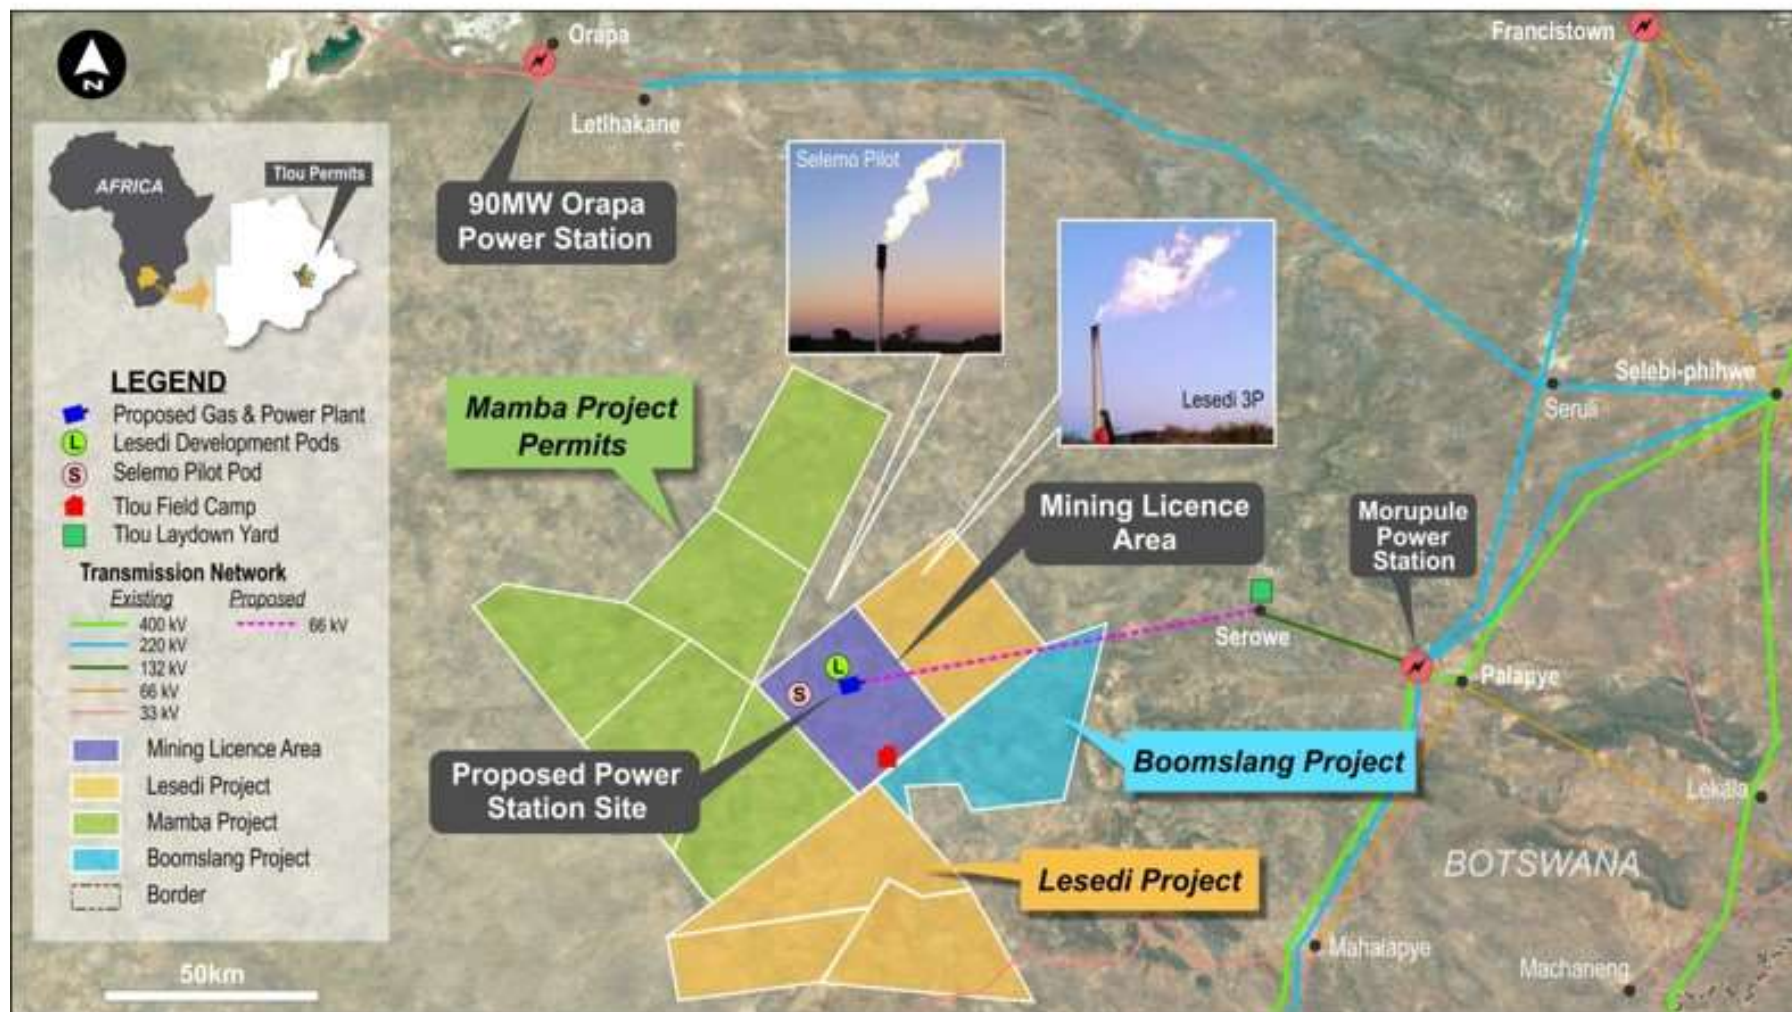 Francistown
Orapa
Letlhakane
N
AFRICA
Tlou Permits
90MW Orapa
Power Station
Selemo Pilot
Lesedi 3P
Selebi-phihwe
Seruli
LEGEND
Proposed Gas & Power Plant
L Lesedi Development Pods
S Selemo Pilot Pod
Tlou Field Camp
Tlou Laydown Yard
Transmission Network
Existing Proposed
400 kV 66 kV
220 kV
132 kV
66 kV
33 kV
Mining Licence Area
Lesedi Project
Mamba Project
Boomslang Project
Border
50km
Mamba Project
Permits
Mining Licence
Area
Morupule
Power
Station
Serowe
Palapye
L
S
Proposed Power
Station Site
Boomslang Project
Lesedi Project
Lekala
BOTSWANA
Mahalapye
Machaneng